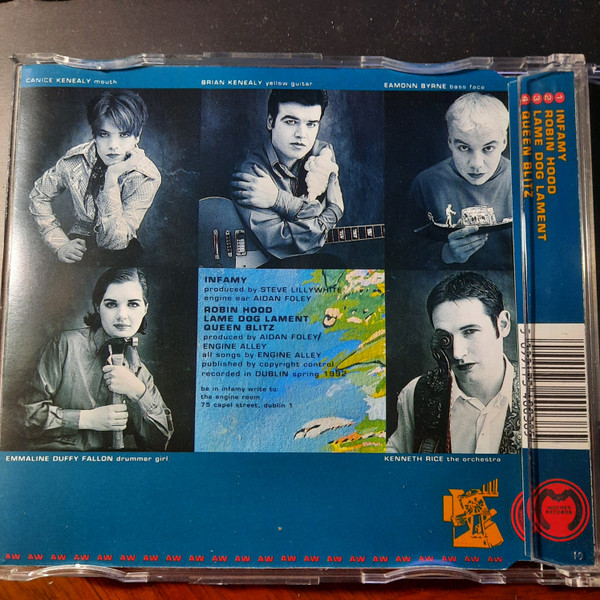 CANICE KENEALY mouth
BRIAN KENEALY yellow guitar
EAMONN BYRNE bass face
INFAMY
produced by STEVE LILLYWHITE
engine ear AIDAN FOLEY
ROBIN HOOD
LAME DOG LAMENT
QUEEN BLITZ
produced by AIDAN FOLEY/
ENGINE ALLEY
all songs by ENGINE ALLEY
published by copyright control
recorded in DUBLIN spring 1992
be in infamy write to:
the engine room
75 capel street, dublin 1
EMMALINE DUFFY FALLON drummer girl
KENNETH RICE the orchestra
AW AW AW AW AW AW AW AW AW AW AW AW AW AW AW AW AW AW AW AW
1 INFAMY
2 ROBIN HOOD
3 LAME DOG LAMENT
4 QUEEN BLITZ
MOTHER
RECORDS